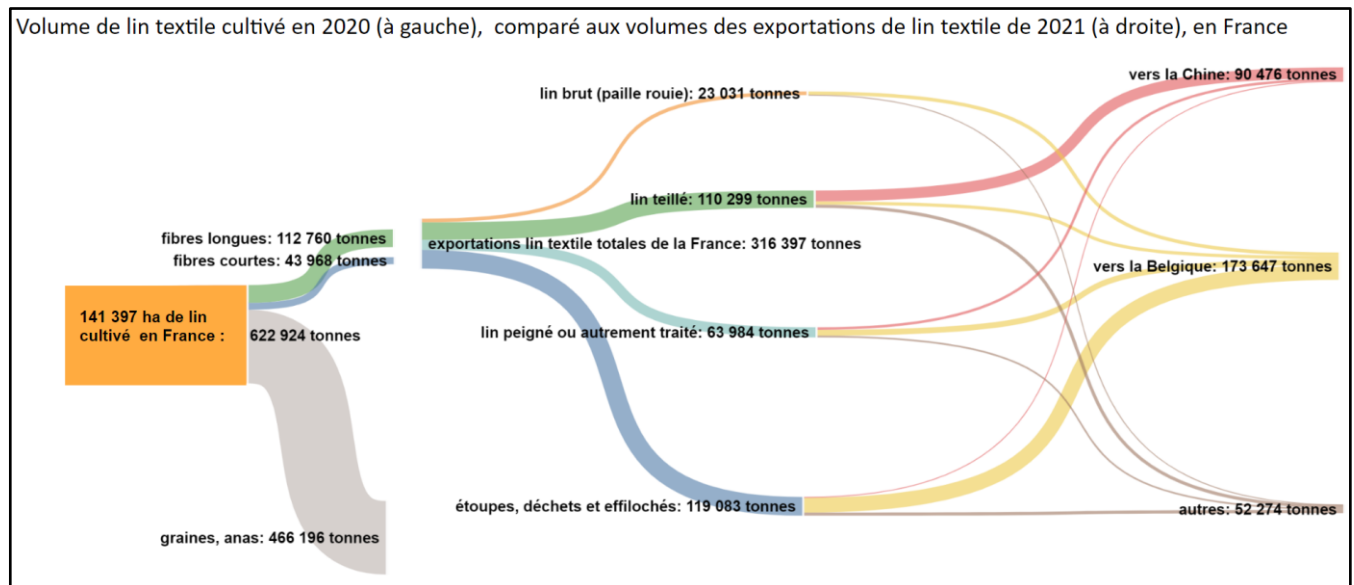 Volume de lin textile cultivé en 2020 (à gauche), comparé aux volumes des exportations de lin textile de 2021 (à droite), en France
vers la Chine: 90 476 tonnes
lin brut (paille rouie): 23 031 tonnes
lin teillé: 110 299 tonnes
fibres longues: 112 760 tonnes
exportations lin textile totales de la France: 316 397 tonnes
fibres courtes: 43 968 tonnes
vers la Belgique: 173 647 tonnes
141 397 ha de lin
cultivé en France :
622 924 tonnes
lin peigné ou autrement traité: 63 984 tonnes
étoupes, déchets et effilochés: 119 083 tonnes
autres: 52 274 tonnes
graines, anas: 466 196 tonnes